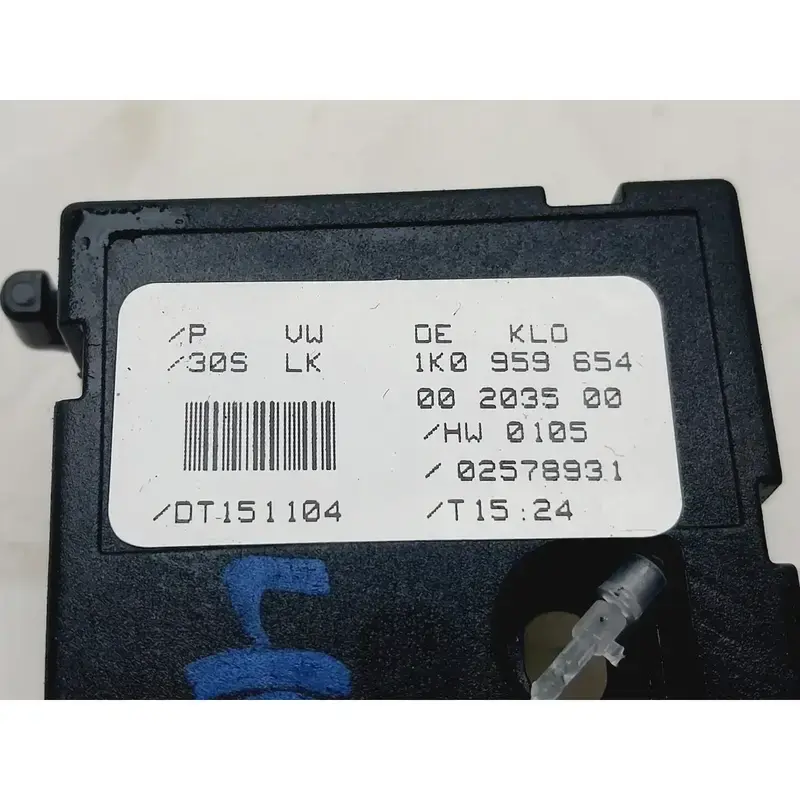 /P VW DE KLO
/30S LK 1K0 959 654
00 2035 00
/HW 0105
/02578931
/DT151104 /T15:24